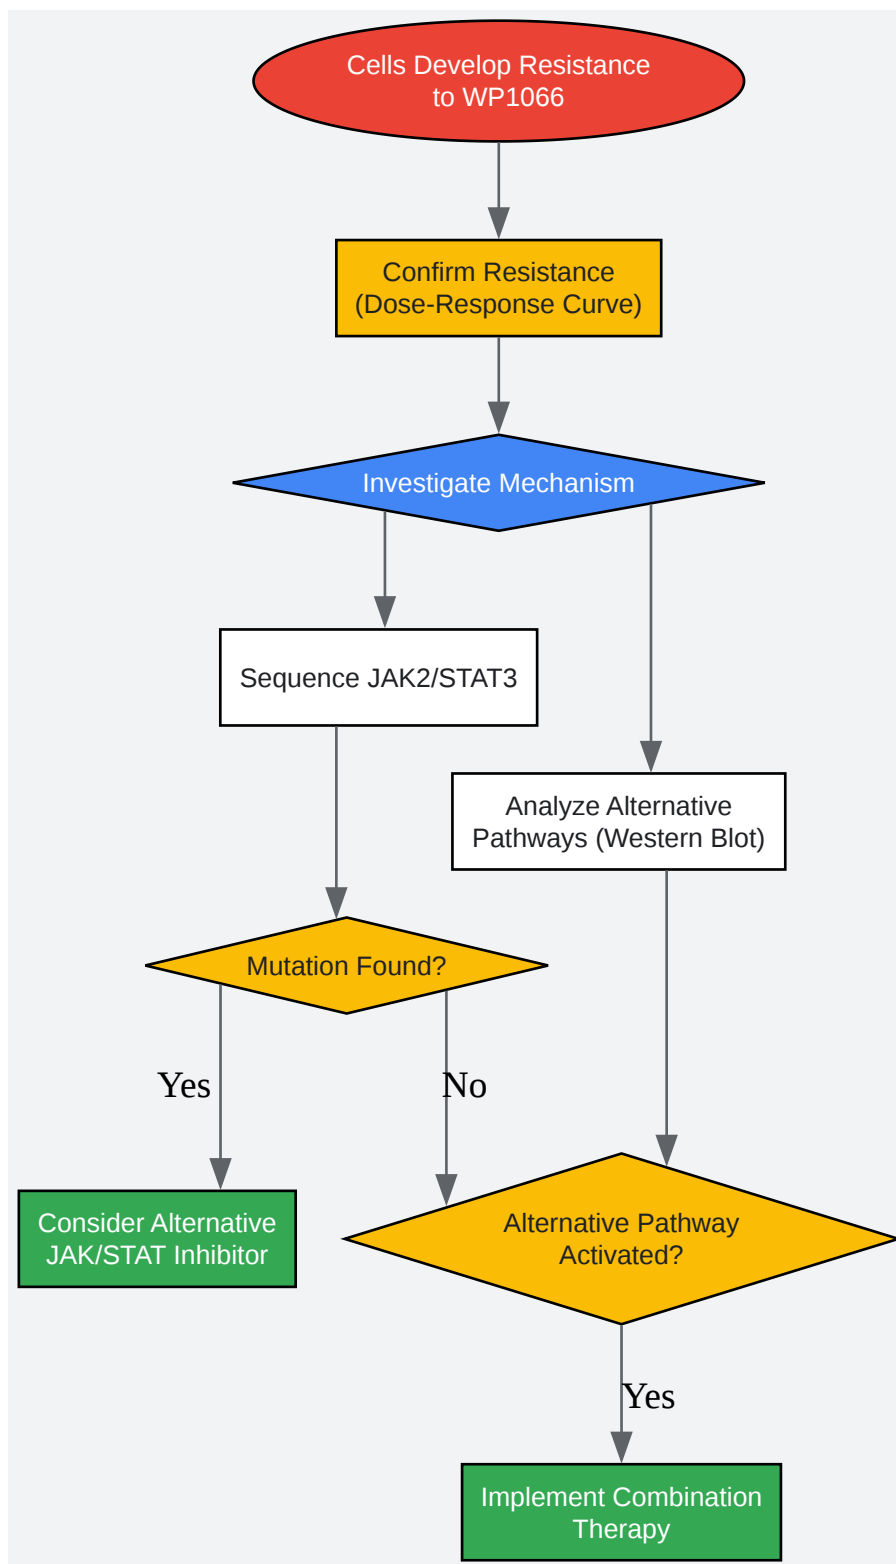 Cells Develop Resistance
to WP1066
Confirm Resistance
(Dose-Response Curve)
Investigate Mechanism
Sequence JAK2/STAT3
Analyze Alternative
Pathways (Western Blot)
Mutation Found?
Yes
No
Consider Alternative
JAK/STAT Inhibitor
Alternative Pathway
Activated?
Yes
Implement Combination
Therapy